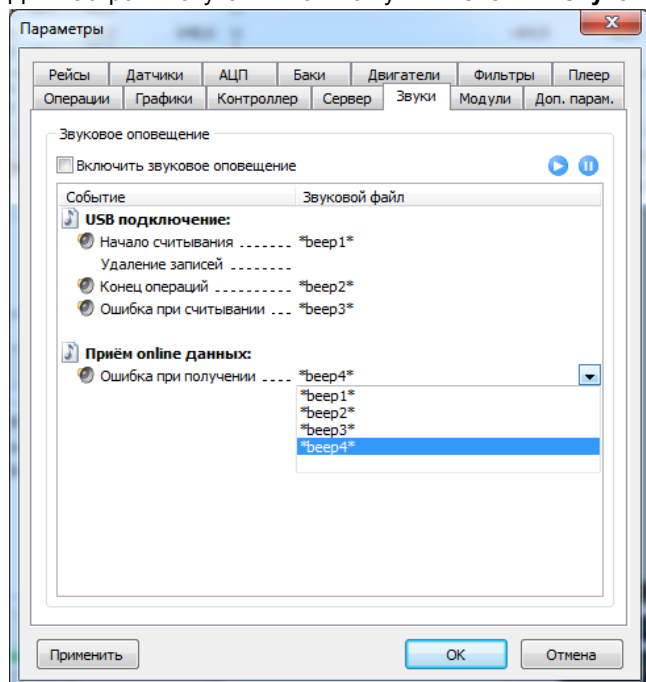 Параметры
Рейсы Датчики АЦП Баки Двигатели Фильтры Плеер
Операции Графики Контроллер Сервер Звуки Модули Доп. парам.
Звуковое оповещение
Включить звуковое оповещение
Событие Звуковой файл
USB подключение:
Начало считывания ....... *beep1*
Удаление записей ........
Конец операций .......... *beep2*
Ошибка при считывании ... *beep3*
Приём online данных:
Ошибка при получении .... *beep4*
*beep1*
*beep2*
*beep3*
*beep4*
Применить OK Отмена